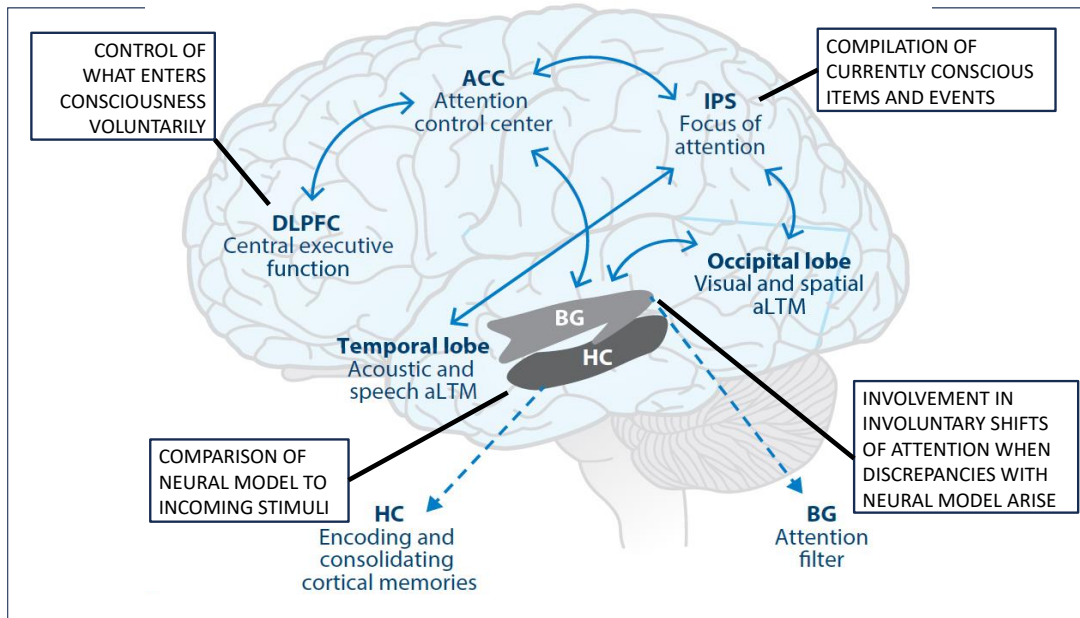 CONTROL OF
WHAT ENTERS
CONSCIOUSNESS
VOLUNTARILY
ACC
Attention
control center
IPS
Focus of
attention
COMPILATION OF
CURRENTLY CONSCIOUS
ITEMS AND EVENTS
DLPFC
Central executive
function
Occipital lobe
Visual and spatial
aLTM
BG
HC
Temporal lobe
Acoustic and
speech aLTM
COMPARISON OF
NEURAL MODEL TO
INCOMING STIMULI
INVOLVEMENT IN
INVOLUNTARY SHIFTS
OF ATTENTION WHEN
DISCREPANCIES WITH
NEURAL MODEL ARISE
HC
Encoding and
consolidating
cortical memories
BG
Attention
filter